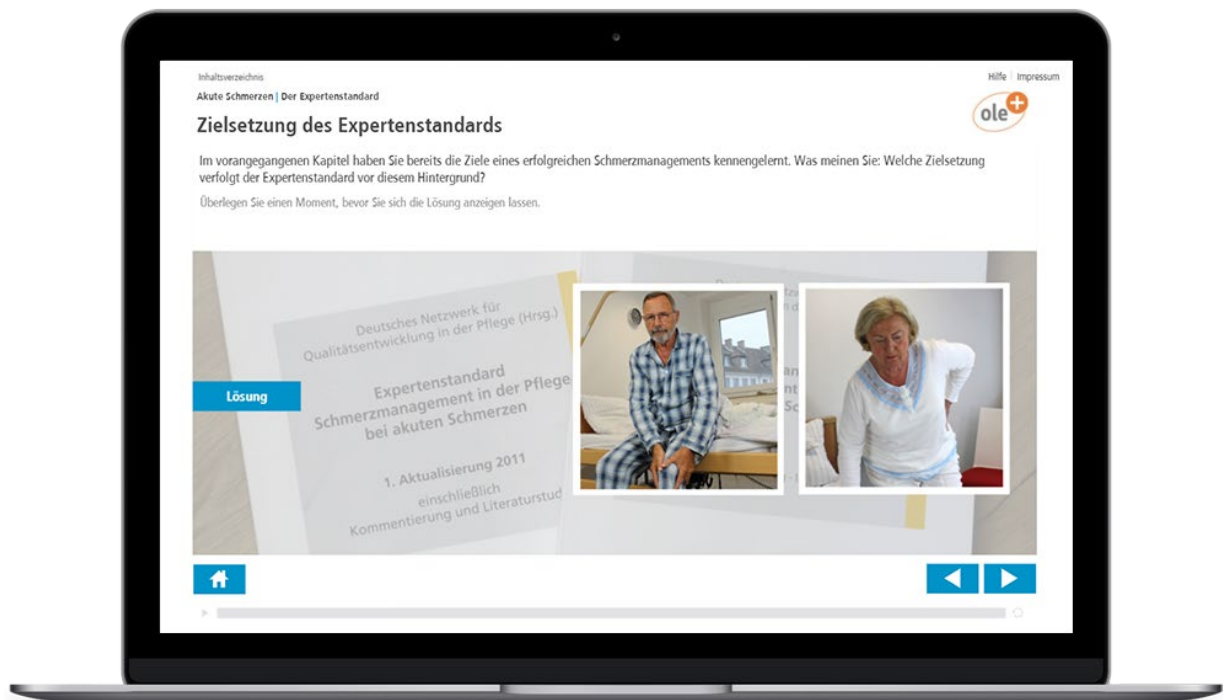 Inhaltsverzeichnis
Hilfe | Impressum
Akute Schmerzen | Der Expertenstandard
ole+
Zielsetzung des Expertenstandards
Im vorangegangenen Kapitel haben Sie bereits die Ziele eines erfolgreichen Schmerzmanagements kennengelernt. Was meinen Sie: Welche Zielsetzung
verfolgt der Expertenstandard vor diesem Hintergrund?
Überlegen Sie einen Moment, bevor Sie sich die Lösung anzeigen lassen.
Deutsches Netzwerk für
Qualitätsentwicklung in der Pflege (Hrsg.)
Expertenstandard
Schmerzmanagement in der Pflege
bei akuten Schmerzen
1. Aktualisierung 2011
einschließlich
Kommentierung und Literaturstud
Lösung